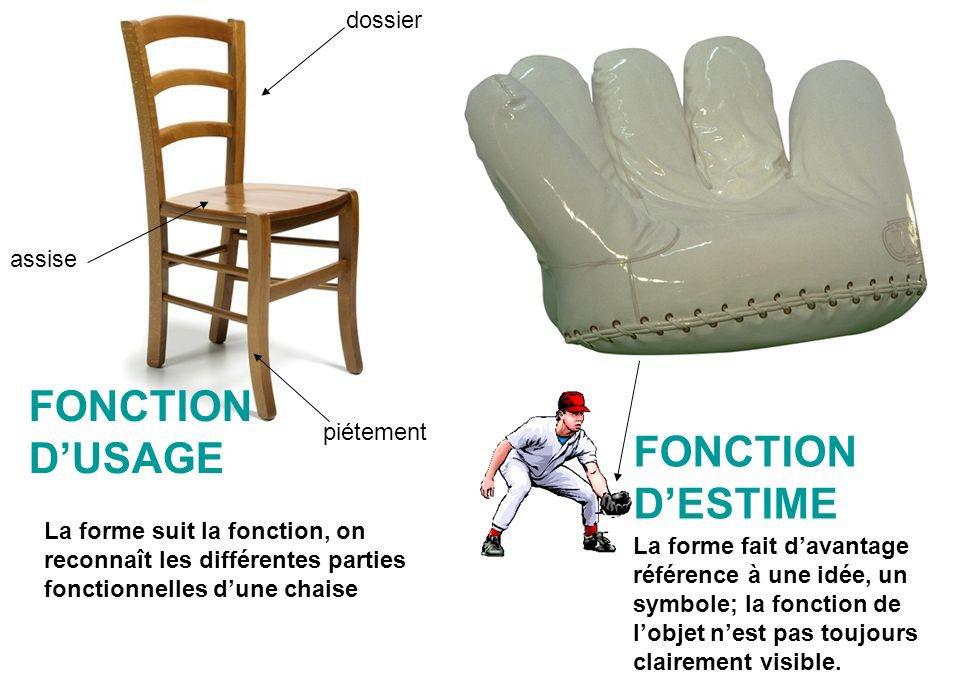 dossier
assise
piétement
FONCTION
D’USAGE
La forme suit la fonction, on
reconnaît les différentes parties
fonctionnelles d’une chaise
FONCTION
D’ESTIME
La forme fait d’avantage
référence à une idée, un
symbole; la fonction de
l’objet n’est pas toujours
clairement visible.